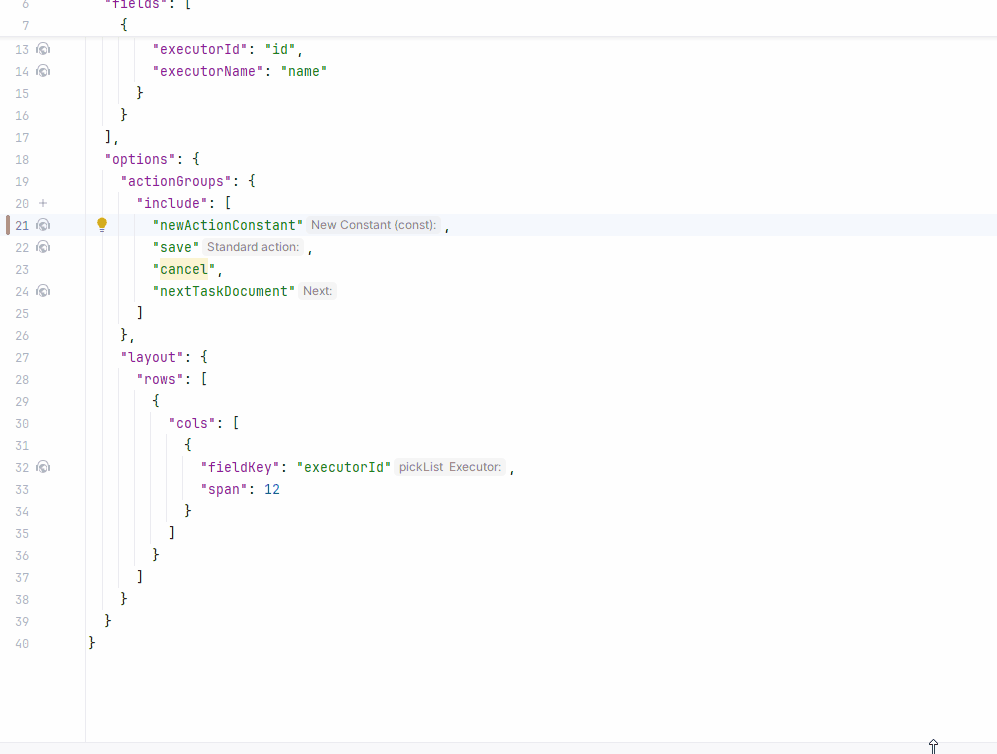 6 "fields": [
7 {
13 "executorId": "id",
14 "executorName": "name"
15 }
16 }
17 ],
18 "options": {
19 "actionGroups": {
20 + "include": [
21 "newActionConstant" New Constant (const): ,
22 "save" Standard action: ,
23 "cancel",
24 "nextTaskDocument" Next:
25 ]
26 },
27 "layout": {
28 "rows": [
29 {
30 "cols": [
31 {
32 "fieldKey": "executorId" pickList Executor: ,
33 "span": 12
34 }
35 ]
36 }
37 ]
38 }
39 }
40 }